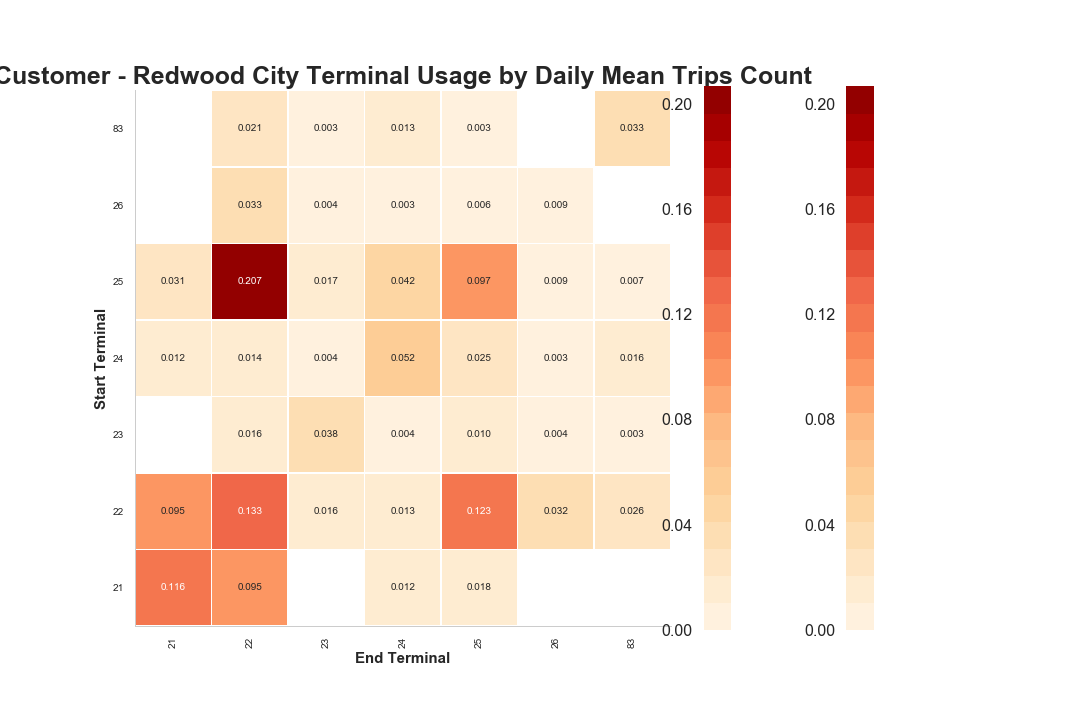 Customer - Redwood City Terminal Usage by Daily Mean Trips Count
83 0.021 0.003 0.013 0.003 0.033
26 0.033 0.004 0.003 0.006 0.009
25 0.031 0.207 0.017 0.042 0.097 0.009 0.007
24 0.012 0.014 0.004 0.052 0.025 0.003 0.016
23 0.016 0.038 0.004 0.010 0.004 0.003
22 0.095 0.133 0.016 0.013 0.123 0.032 0.026
21 0.116 0.095 0.012 0.018
21 22 23 24 25 26 83
Start Terminal
End Terminal
0.20
0.16
0.12
0.08
0.04
0.00
0.20
0.16
0.12
0.08
0.04
0.00